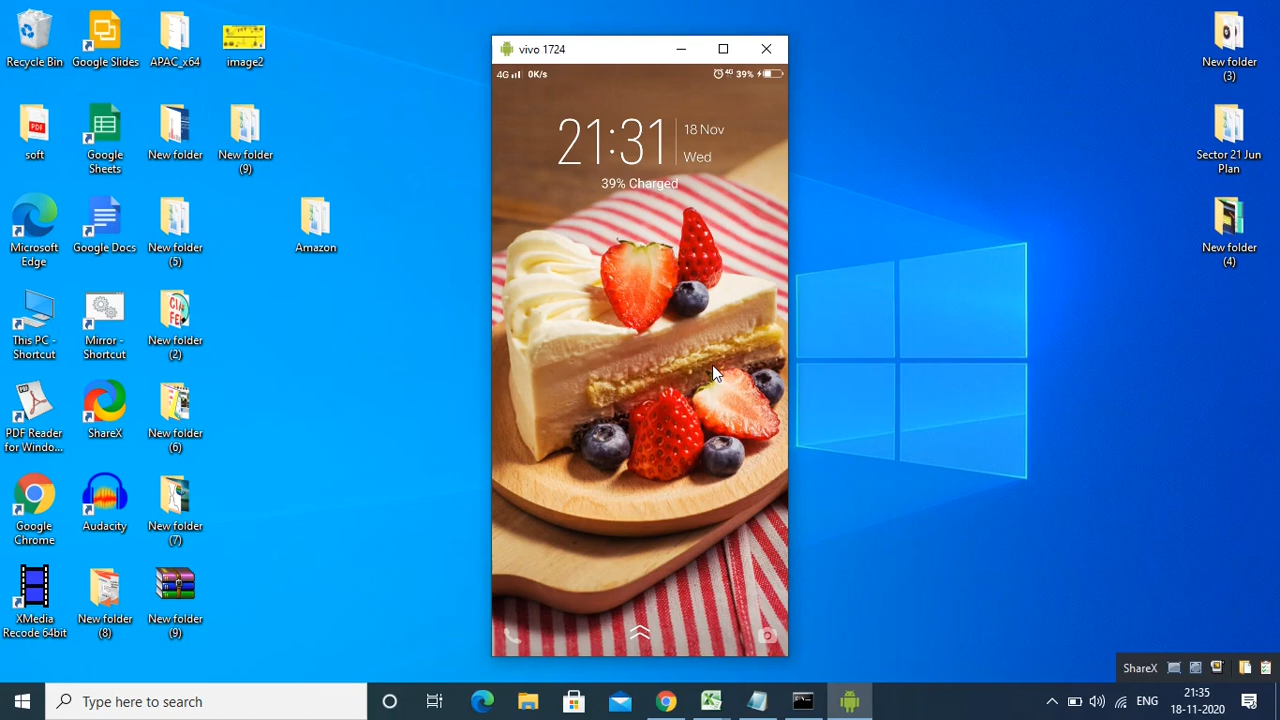 Recycle Bin
Google Slides
APAC_x64
image2
soft
Google
Sheets
New folder
New folder
(9)
Microsoft
Edge
Google Docs
New folder
(5)
Amazon
This PC -
Shortcut
Mirror -
Shortcut
New folder
(2)
PDF Reader
for Windo...
ShareX
New folder
(6)
Google
Chrome
Audacity
New folder
(7)
XMedia
Recode 64bit
New folder
(8)
New folder
(9)
vivo 1724
4G 0K/s
4G 39%
21:31
18 Nov
Wed
39% Charged
New folder
(3)
Sector 21 Jun
Plan
New folder
(4)
ShareX
Type here to search
ENG
21:35
18-11-2020